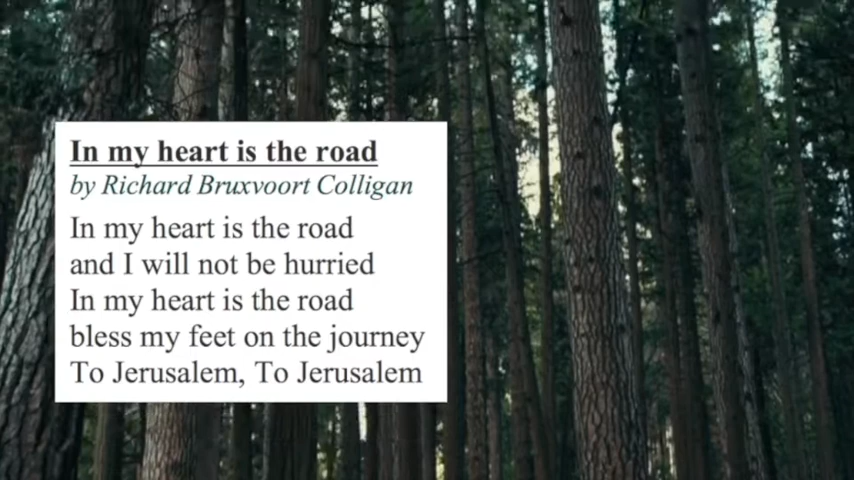 In my heart is the road
by Richard Bruxvoort Colligan
In my heart is the road
and I will not be hurried
In my heart is the road
bless my feet on the journey
To Jerusalem, To Jerusalem